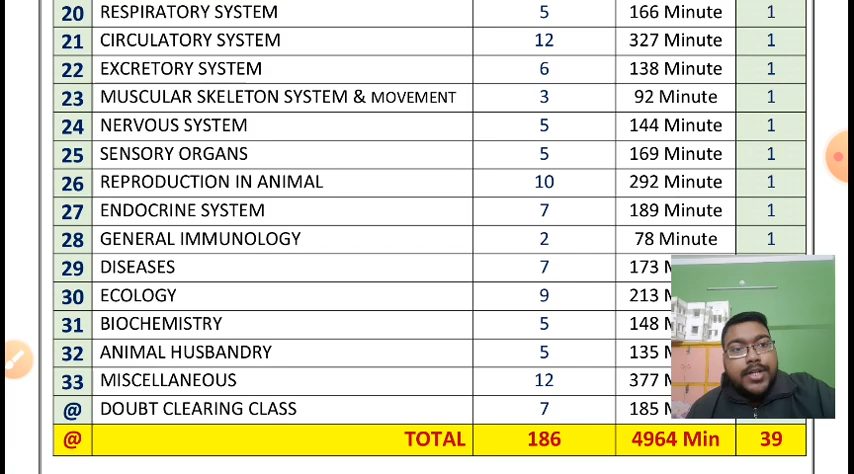 20 RESPIRATORY SYSTEM 5 166 Minute 1
21 CIRCULATORY SYSTEM 12 327 Minute 1
22 EXCRETORY SYSTEM 6 138 Minute 1
23 MUSCULAR SKELETON SYSTEM & MOVEMENT 3 92 Minute 1
24 NERVOUS SYSTEM 5 144 Minute 1
25 SENSORY ORGANS 5 169 Minute 1
26 REPRODUCTION IN ANIMAL 10 292 Minute 1
27 ENDOCRINE SYSTEM 7 189 Minute 1
28 GENERAL IMMUNOLOGY 2 78 Minute 1
29 DISEASES 7 173
30 ECOLOGY 9 213
31 BIOCHEMISTRY 5 148
32 ANIMAL HUSBANDRY 5 135
33 MISCELLANEOUS 12 377
@ DOUBT CLEARING CLASS 7 185
@ TOTAL 186 4964 Min 39